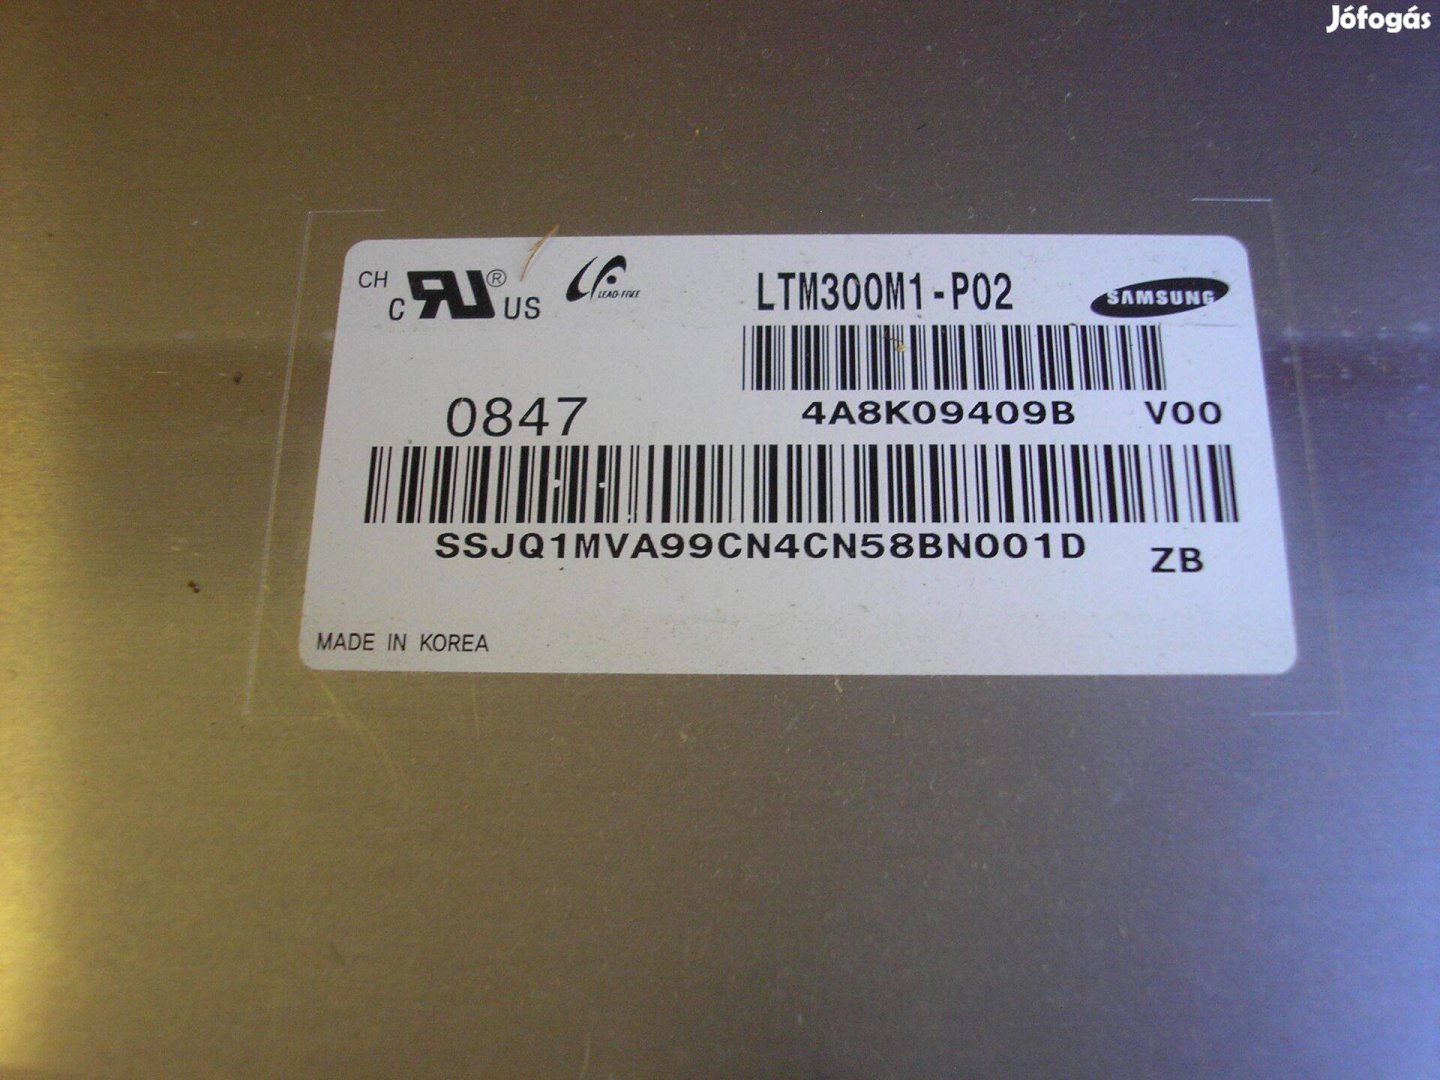 Jófogás
CH
C ® US
LEAD-FREE
LTM300M1-P02
SAMSUNG
0847
4A8K09409B V00
SSJQ1MVA99CN4CN58BN001D
ZB
MADE IN KOREA